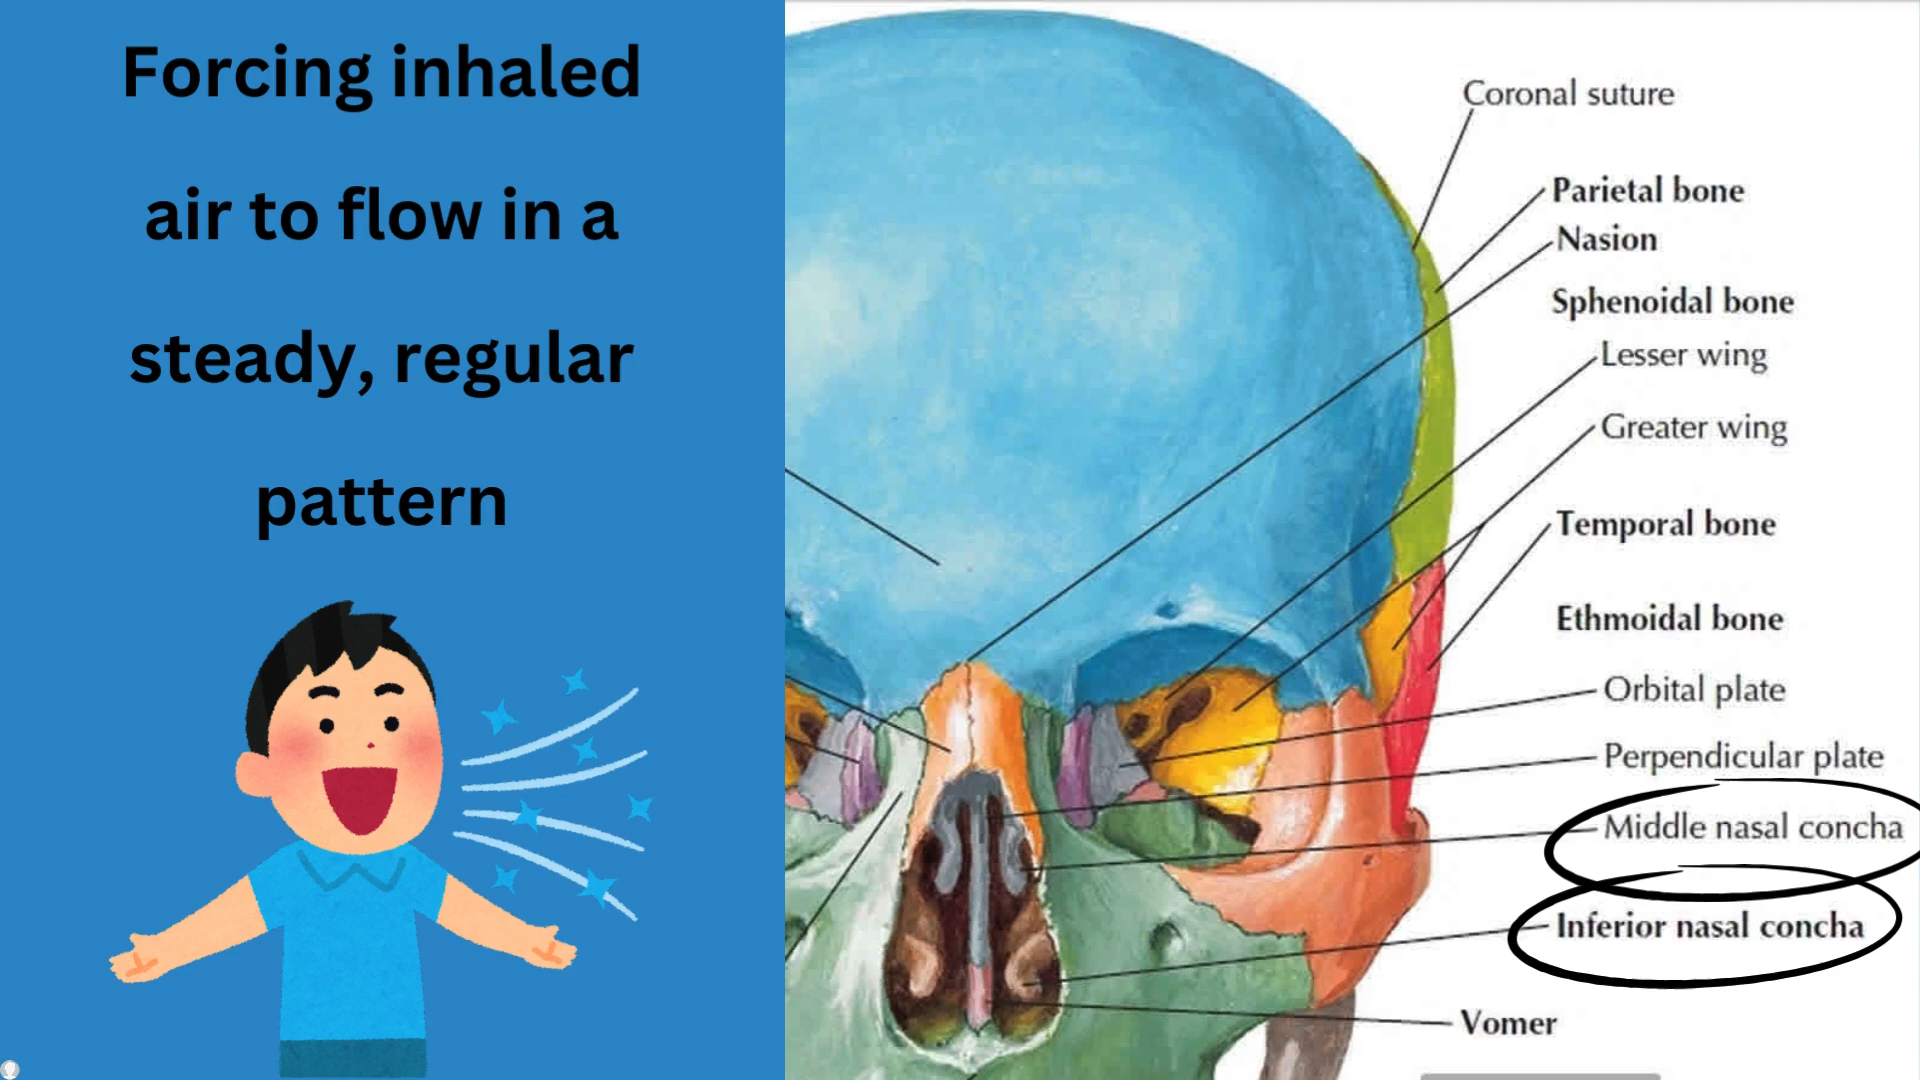 Forcing inhaled
air to flow in a
steady, regular
pattern
Coronal suture
Parietal bone
Nasion
Sphenoidal bone
Lesser wing
Greater wing
Temporal bone
Ethmoidal bone
Orbital plate
Perpendicular plate
Middle nasal concha
Inferior nasal concha
Vomer